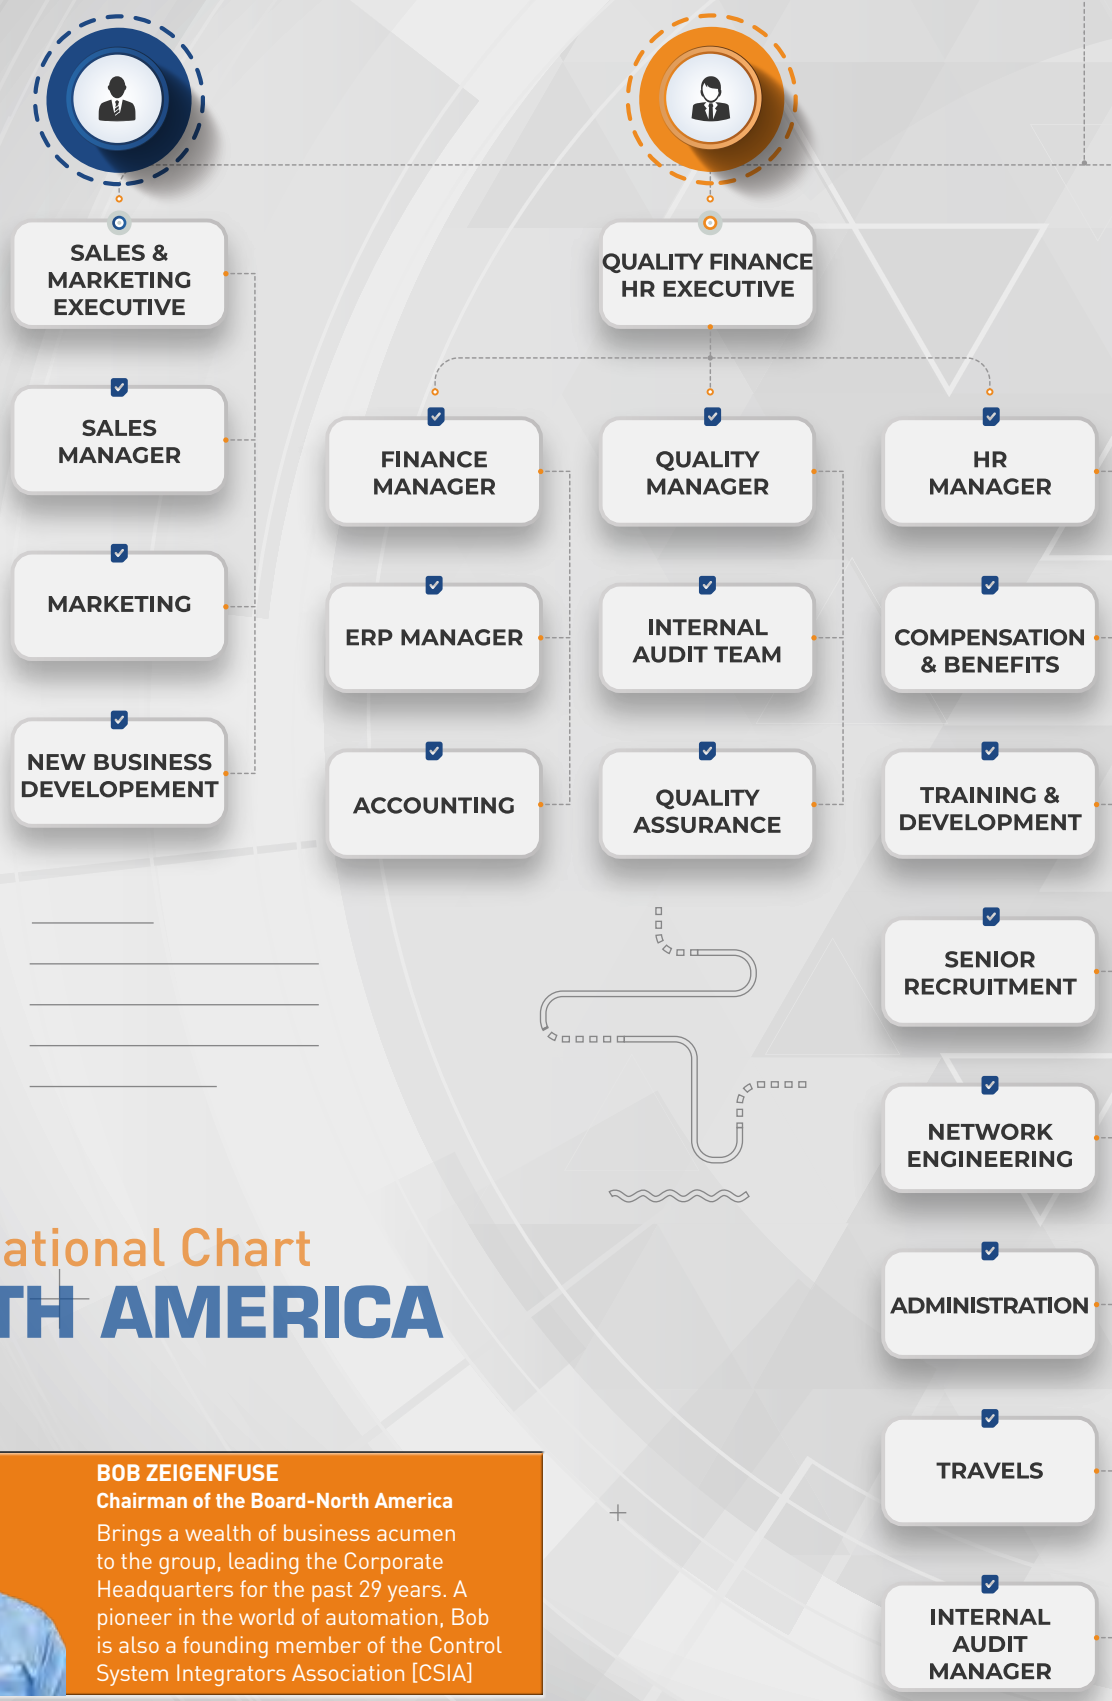 SALES &
MARKETING
EXECUTIVE
SALES
MANAGER
MARKETING
NEW BUSINESS
DEVELOPEMENT
QUALITY FINANCE
HR EXECUTIVE
FINANCE
MANAGER
ERP MANAGER
ACCOUNTING
QUALITY
MANAGER
INTERNAL
AUDIT TEAM
QUALITY
ASSURANCE
HR
MANAGER
COMPENSATION
& BENEFITS
TRAINING &
DEVELOPMENT
SENIOR
RECRUITMENT
NETWORK
ENGINEERING
ADMINISTRATION
TRAVELS
INTERNAL
AUDIT
MANAGER
ational Chart
TH AMERICA
BOB ZEIGENFUSE
Chairman of the Board-North America
Brings a wealth of business acumen
to the group, leading the Corporate
Headquarters for the past 29 years. A
pioneer in the world of automation, Bob
is also a founding member of the Control
System Integrators Association [CSIA]